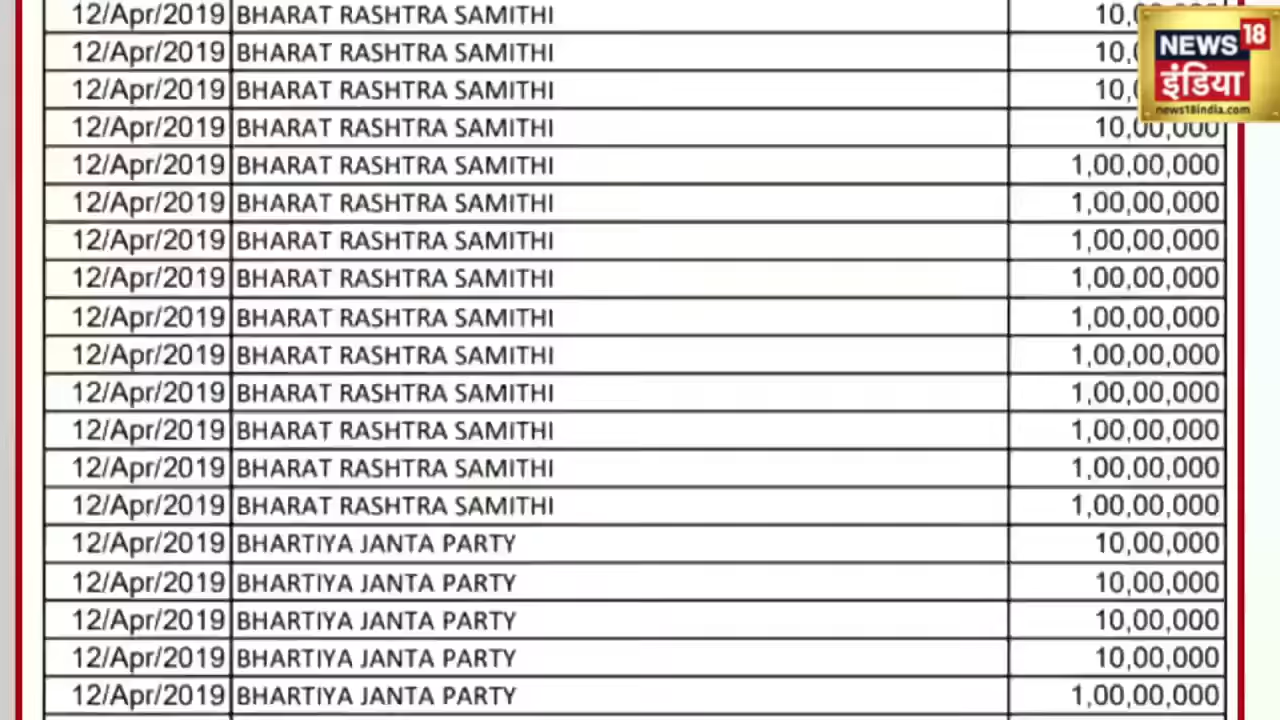 12/Apr/2019 BHARAT RASHTRA SAMITHI
12/Apr/2019 BHARAT RASHTRA SAMITHI
12/Apr/2019 BHARAT RASHTRA SAMITHI
12/Apr/2019 BHARAT RASHTRA SAMITHI 10,00,000
12/Apr/2019 BHARAT RASHTRA SAMITHI 1,00,00,000
12/Apr/2019 BHARAT RASHTRA SAMITHI 1,00,00,000
12/Apr/2019 BHARAT RASHTRA SAMITHI 1,00,00,000
12/Apr/2019 BHARAT RASHTRA SAMITHI 1,00,00,000
12/Apr/2019 BHARAT RASHTRA SAMITHI 1,00,00,000
12/Apr/2019 BHARAT RASHTRA SAMITHI 1,00,00,000
12/Apr/2019 BHARAT RASHTRA SAMITHI 1,00,00,000
12/Apr/2019 BHARAT RASHTRA SAMITHI 1,00,00,000
12/Apr/2019 BHARAT RASHTRA SAMITHI 1,00,00,000
12/Apr/2019 BHARAT RASHTRA SAMITHI 1,00,00,000
12/Apr/2019 BHARTIYA JANTA PARTY 10,00,000
12/Apr/2019 BHARTIYA JANTA PARTY 10,00,000
12/Apr/2019 BHARTIYA JANTA PARTY 10,00,000
12/Apr/2019 BHARTIYA JANTA PARTY 10,00,000
12/Apr/2019 BHARTIYA JANTA PARTY 1,00,00,000
NEWS 18
इंडिया
news18india.com